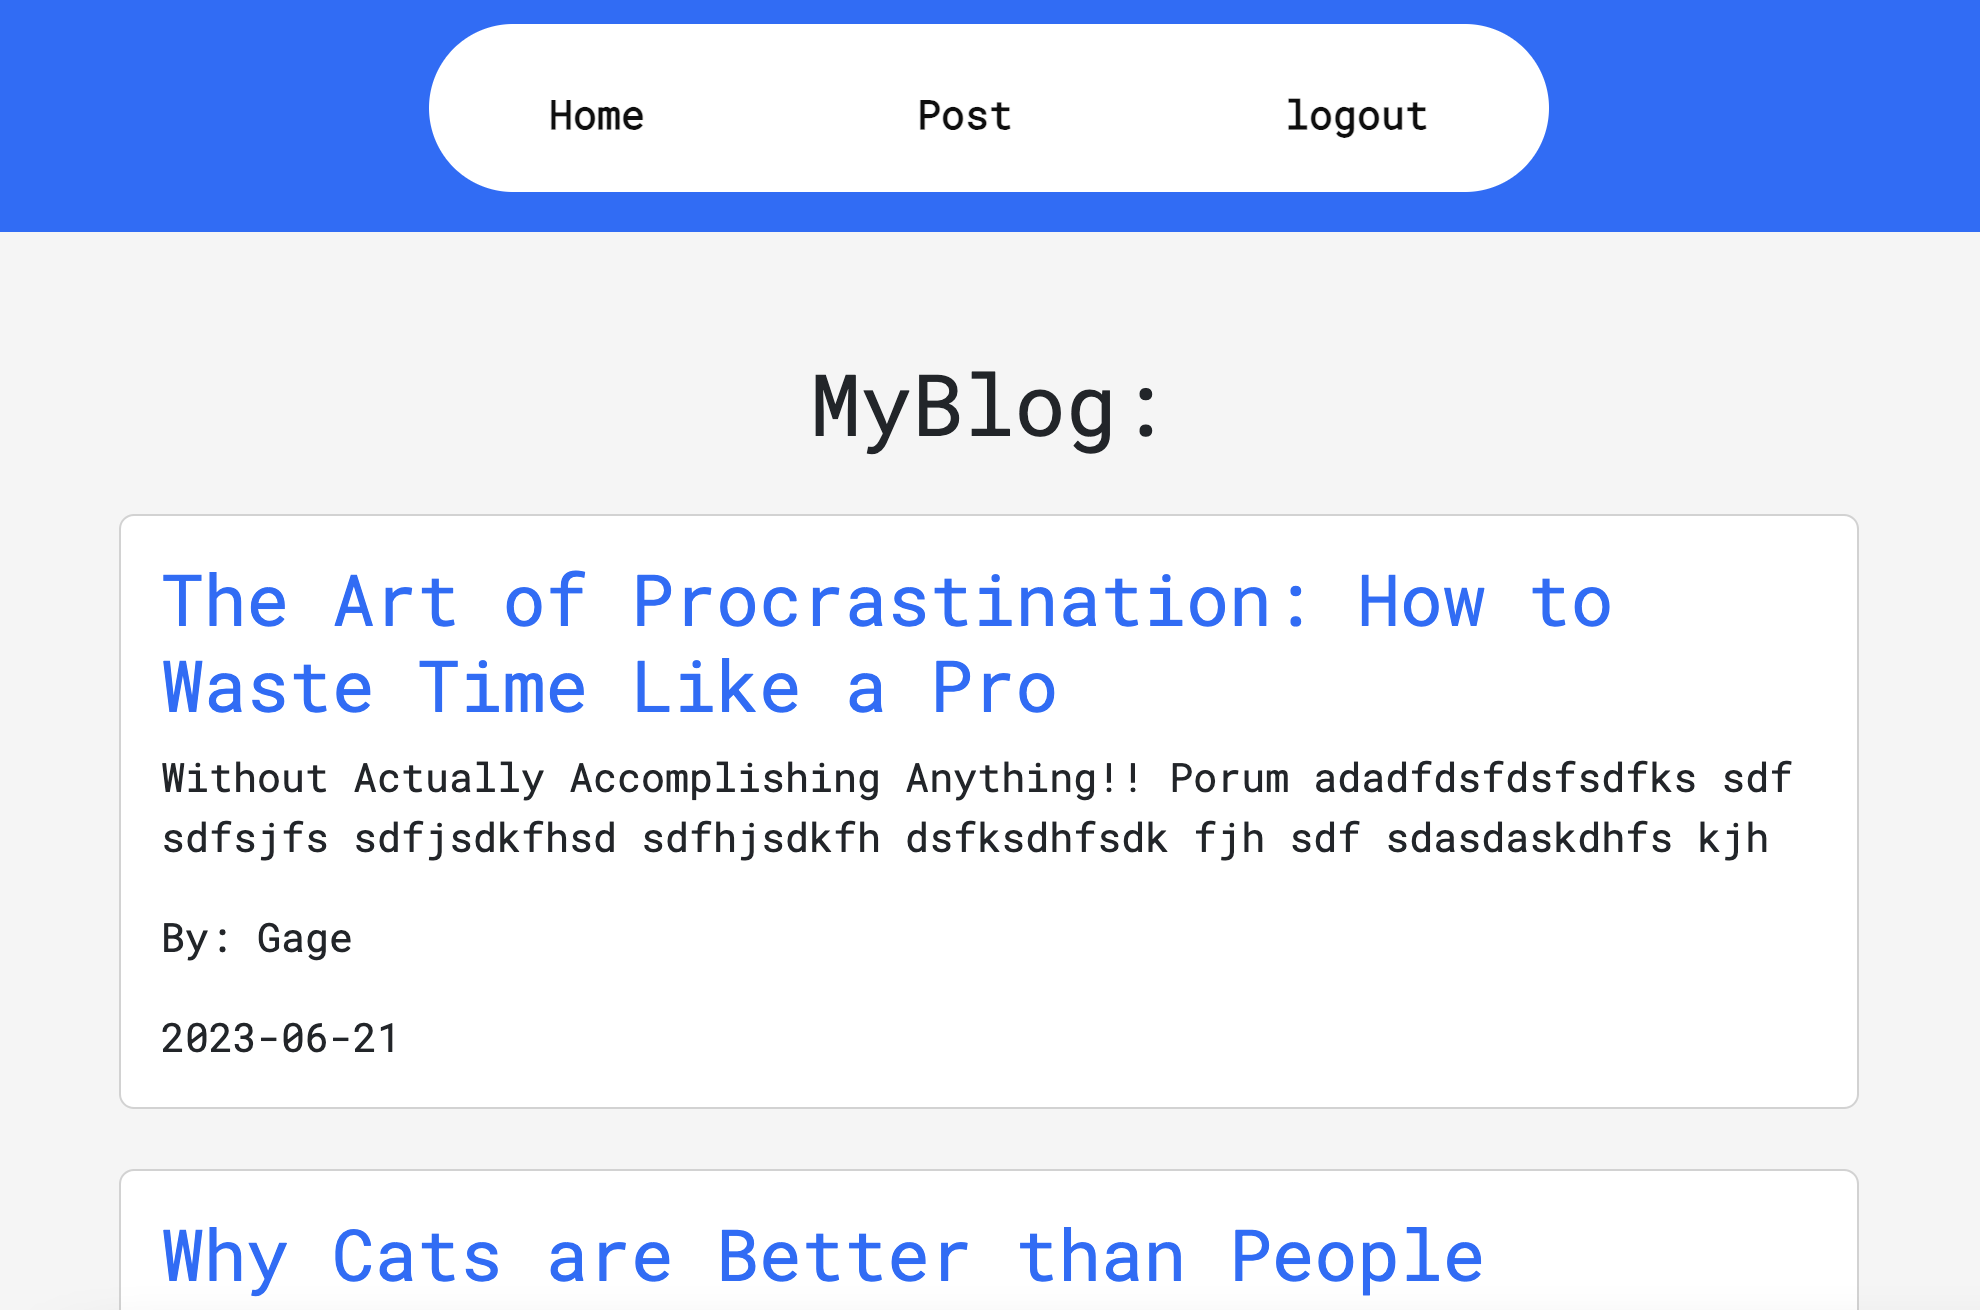 Home Post logout
MyBlog:
The Art of Procrastination: How to
Waste Time Like a Pro
Without Actually Accomplishing Anything!! Porum adadfdsfdsfsdfks sdf
sdfsjfs sdfjsdkfhsd sdfhjsdkfh dsfksdhfsdk fjh sdf sdasdaskdhfs kjh
By: Gage
2023-06-21
Why Cats are Better than People